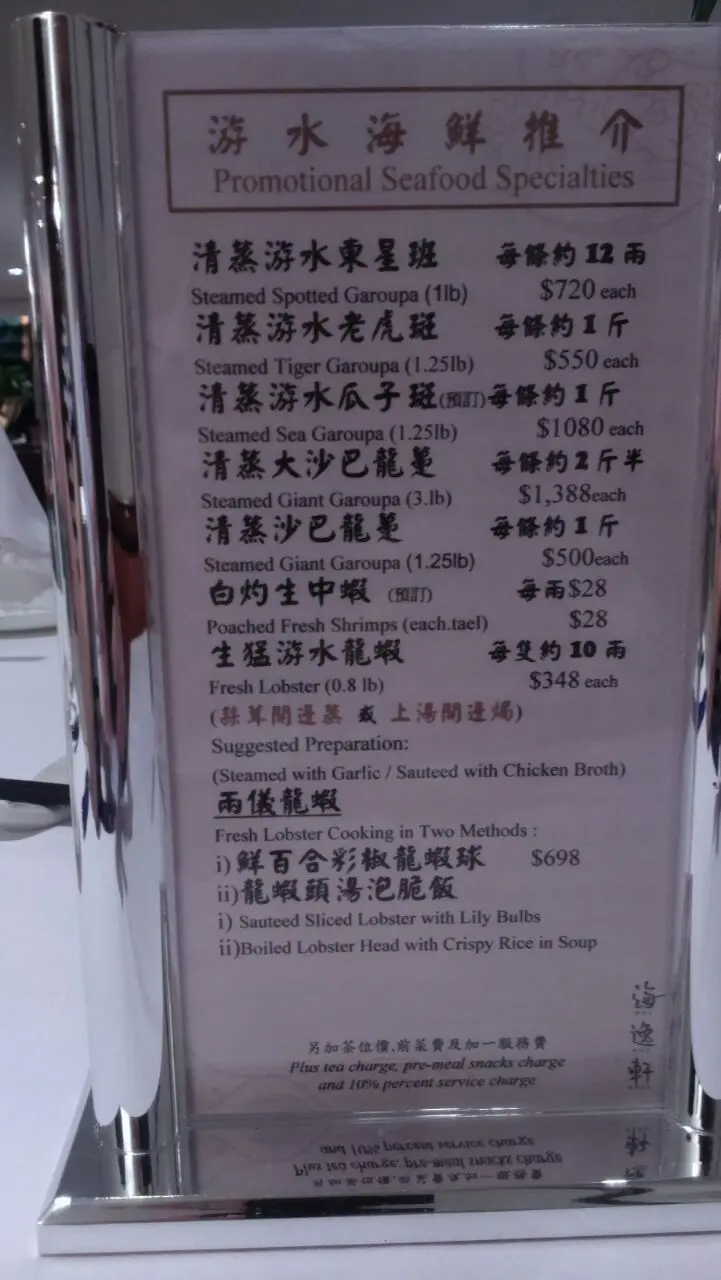 游水海鮮推介
Promotional Seafood Specialties
清蒸游水東星班 每條約12兩
Steamed Spotted Garoupa (1lb) $720 each
清蒸游水老虎斑 每條約1斤
Steamed Tiger Garoupa (1.25lb) $550 each
清蒸游水瓜子斑(預訂)每條約1斤
Steamed Sea Garoupa (1.25lb) $1080 each
清蒸大沙巴龍躉 每條約2斤半
Steamed Giant Garoupa (3.lb) $1,388each
清蒸沙巴龍躉 每條約1斤
Steamed Giant Garoupa (1.25lb) $500each
白灼生中蝦 (預訂) 每兩$28
Poached Fresh Shrimps (each.tael) $28
生猛游水龍蝦 每隻約10兩
Fresh Lobster (0.8 lb) $348 each
(蒜茸開邊蒸 或 上湯開邊焗)
Suggested Preparation:
(Steamed with Garlic / Sauteed with Chicken Broth)
兩儀龍蝦
Fresh Lobster Cooking in Two Methods :
i)鮮百合彩椒龍蝦球 $698
ii)龍蝦頭湯泡脆飯
i) Sauteed Sliced Lobster with Lily Bulbs
ii)Boiled Lobster Head with Crispy Rice in Soup
海逸軒
另加茶位價,前菜費及加一服務費
Plus tea charge, pre-meal snacks charge
and 10% percent service charge